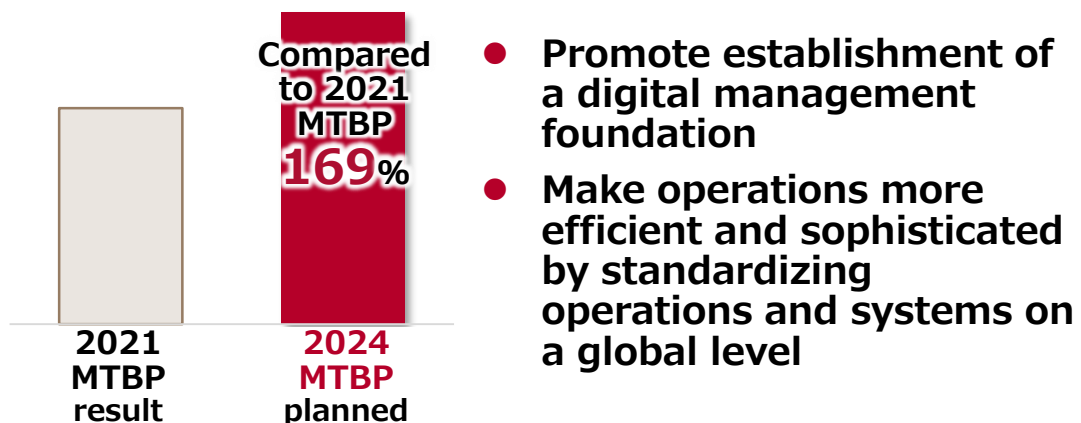 Compared
to 2021
MTBP
169%
2021
MTBP
result
2024
MTBP
planned
● Promote establishment of
a digital management
foundation
● Make operations more
efficient and sophisticated
by standardizing
operations and systems on
a global level